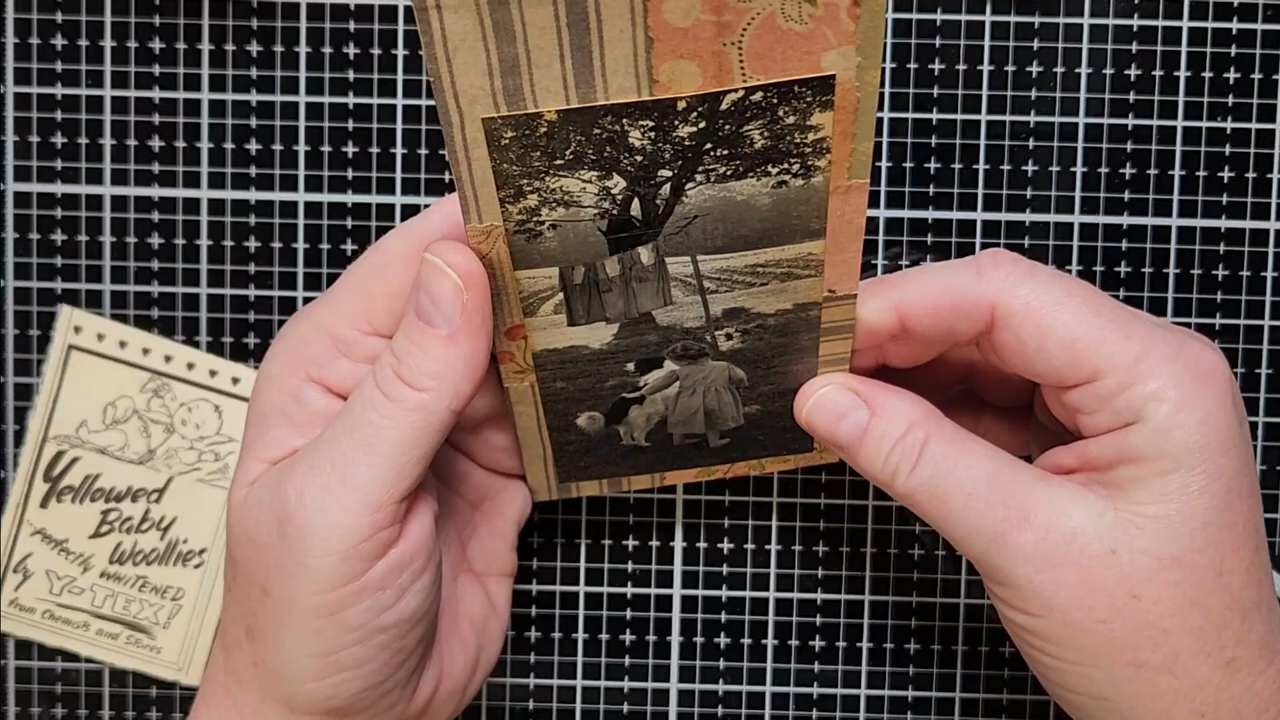 Yellowed
Baby
Woollies
"Perfectly WHITENED
by Y-TEX!
from Chemists and Stores